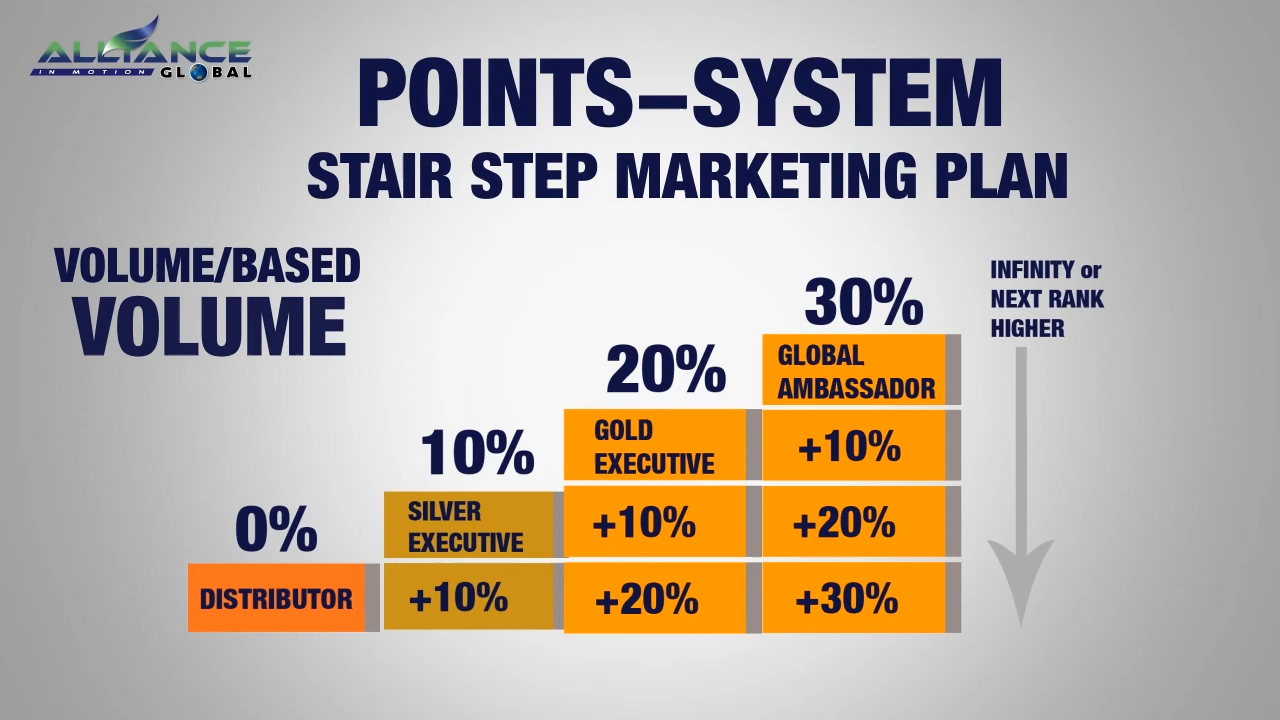 ALLIANCE
IN MOTION GLOBAL
POINTS–SYSTEM
STAIR STEP MARKETING PLAN
VOLUME/BASED
VOLUME
0%
DISTRIBUTOR
10%
SILVER
EXECUTIVE
+10%
20%
GOLD
EXECUTIVE
+10%
+20%
30%
GLOBAL
AMBASSADOR
+10%
+20%
+30%
INFINITY or
NEXT RANK
HIGHER